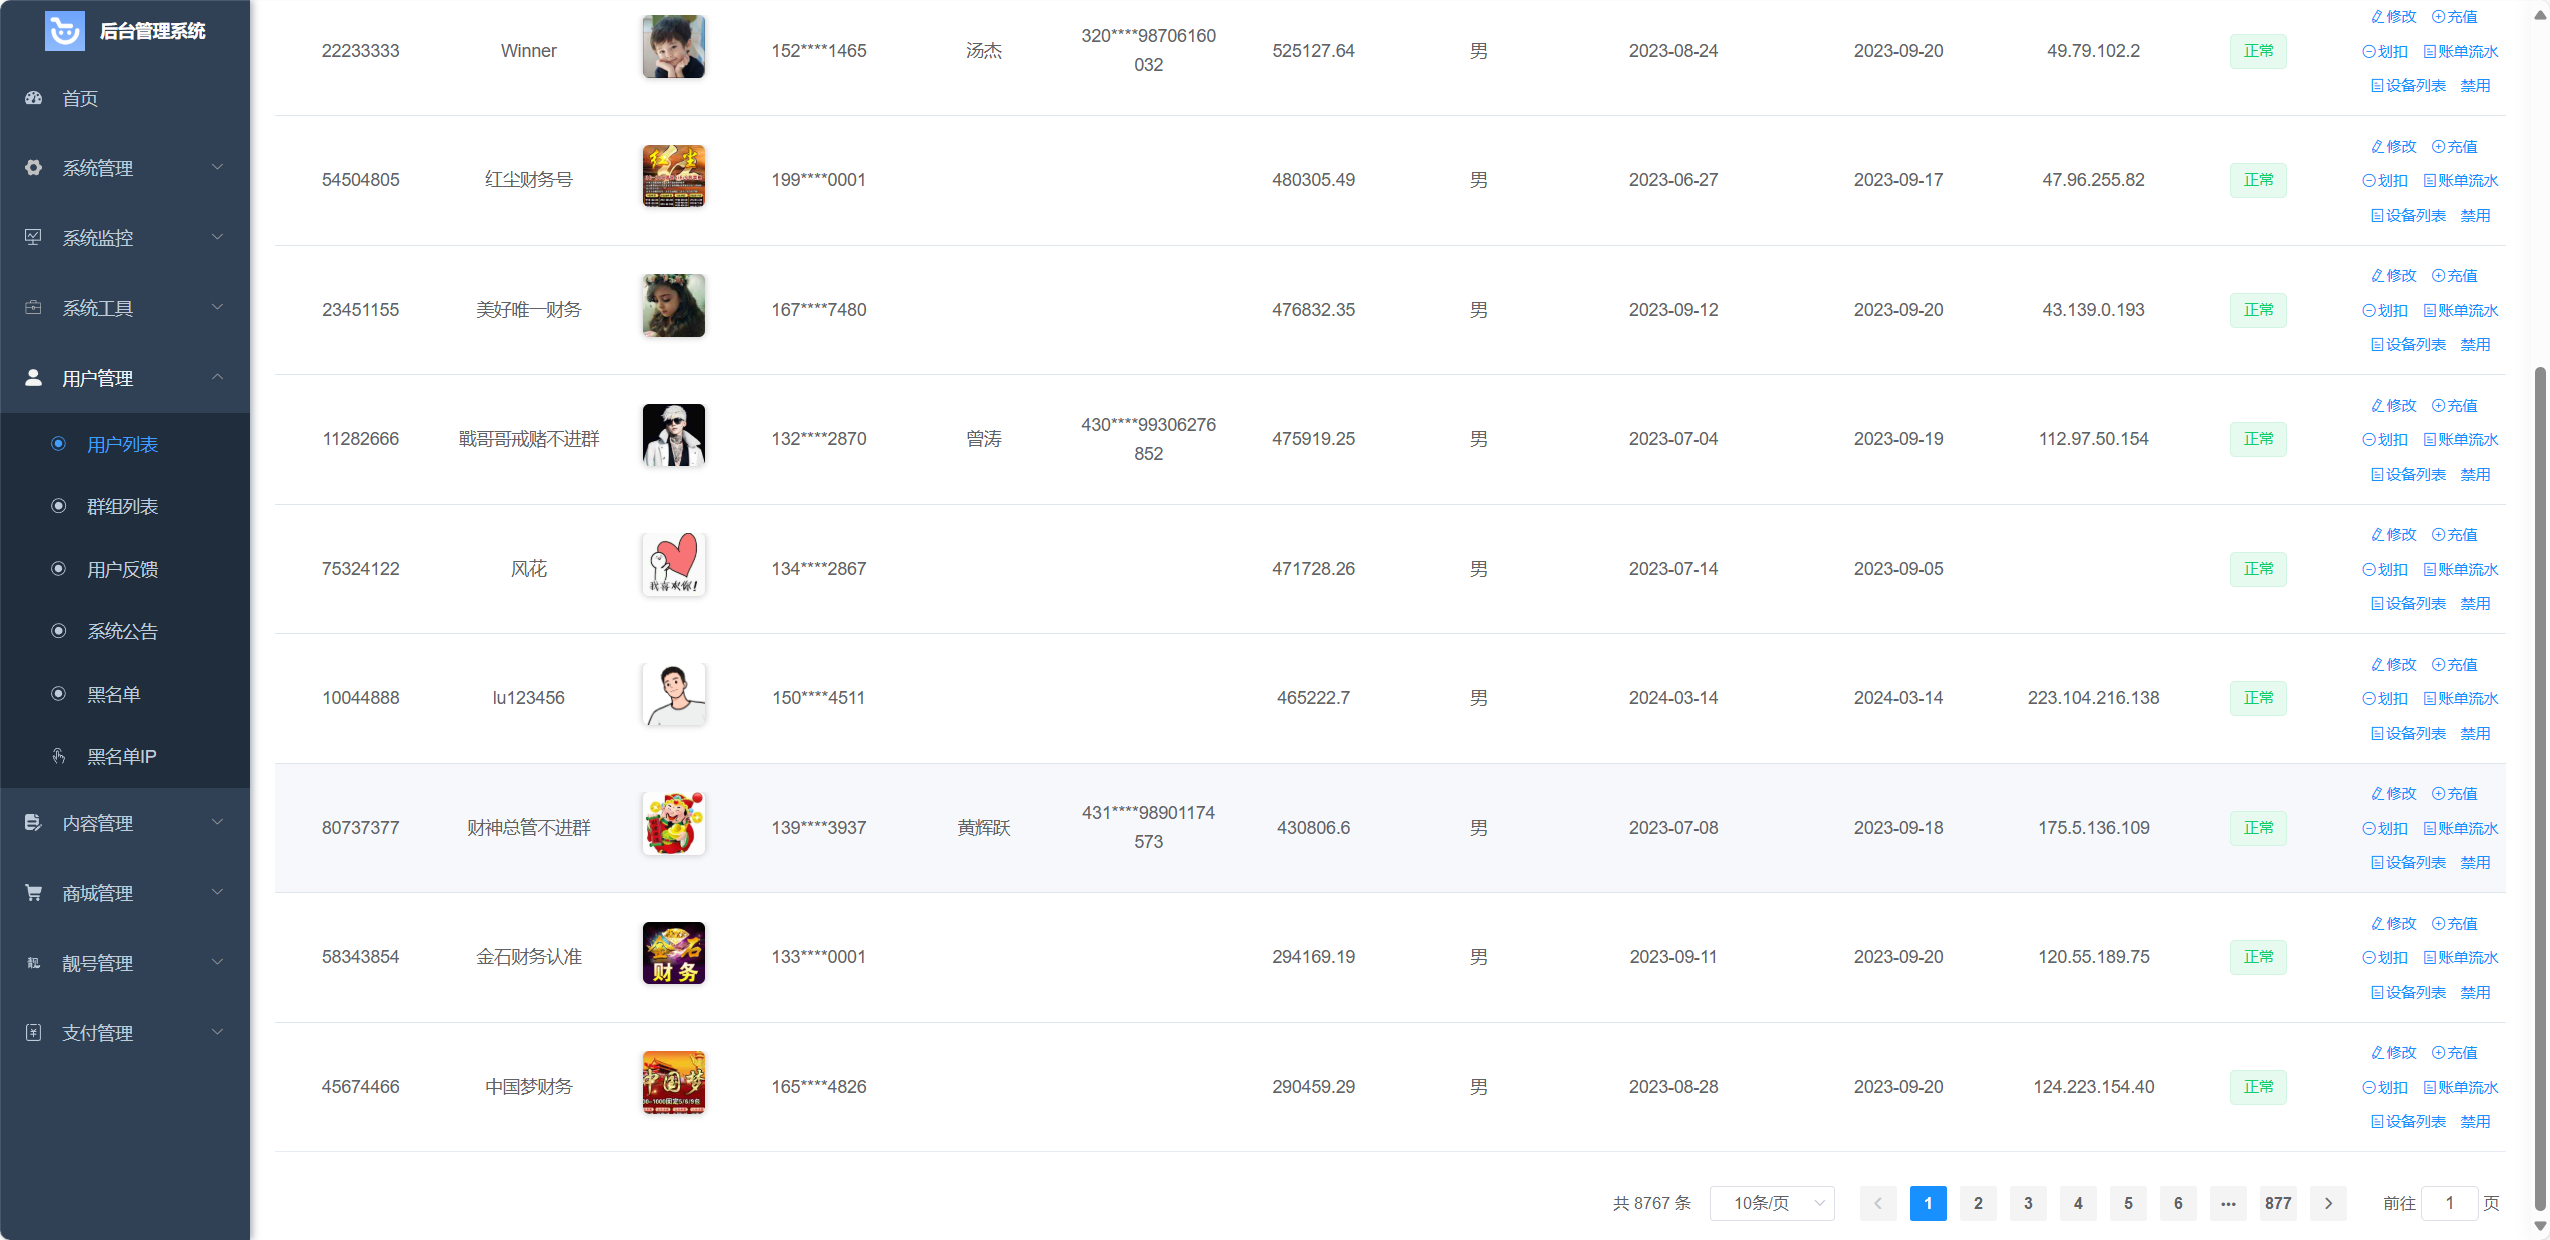 后台管理系统
首页
系统管理
系统监控
系统工具
用户管理
用户列表
群组列表
用户反馈
系统公告
黑名单
黑名单IP
内容管理
商城管理
靓 靓号管理
支付管理
22233333 Winner 152****1465 汤杰 320****98706160 525127.64 男 2023-08-24 2023-09-20 49.79.102.2 正常 修改 充值
032 划扣 账单流水
设备列表 禁用
54504805 红尘财务号 红尘 199****0001 480305.49 男 2023-06-27 2023-09-17 47.96.255.82 正常 修改 充值
划扣 账单流水
设备列表 禁用
23451155 美好唯一财务 167****7480 476832.35 男 2023-09-12 2023-09-20 43.139.0.193 正常 修改 充值
划扣 账单流水
设备列表 禁用
11282666 戰哥哥戒赌不进群 132****2870 曾涛 430****99306276 475919.25 男 2023-07-04 2023-09-19 112.97.50.154 正常 修改 充值
852 划扣 账单流水
设备列表 禁用
75324122 风花 我喜欢你! 134****2867 471728.26 男 2023-07-14 2023-09-05 正常 修改 充值
划扣 账单流水
设备列表 禁用
10044888 lu123456 150****4511 465222.7 男 2024-03-14 2024-03-14 223.104.216.138 正常 修改 充值
划扣 账单流水
设备列表 禁用
80737377 财神总管不进群 139****3937 黄辉跃 431****98901174 430806.6 男 2023-07-08 2023-09-18 175.5.136.109 正常 修改 充值
573 划扣 账单流水
设备列表 禁用
58343854 金石财务认准 金石 财务 133****0001 294169.19 男 2023-09-11 2023-09-20 120.55.189.75 正常 修改 充值
划扣 账单流水
设备列表 禁用
45674466 中国梦财务 中国梦 165****4826 290459.29 男 2023-08-28 2023-09-20 124.223.154.40 正常 修改 充值
划扣 账单流水
设备列表 禁用
共 8767 条 10条/页 1 2 3 4 5 6 ••• 877 前往 1 页